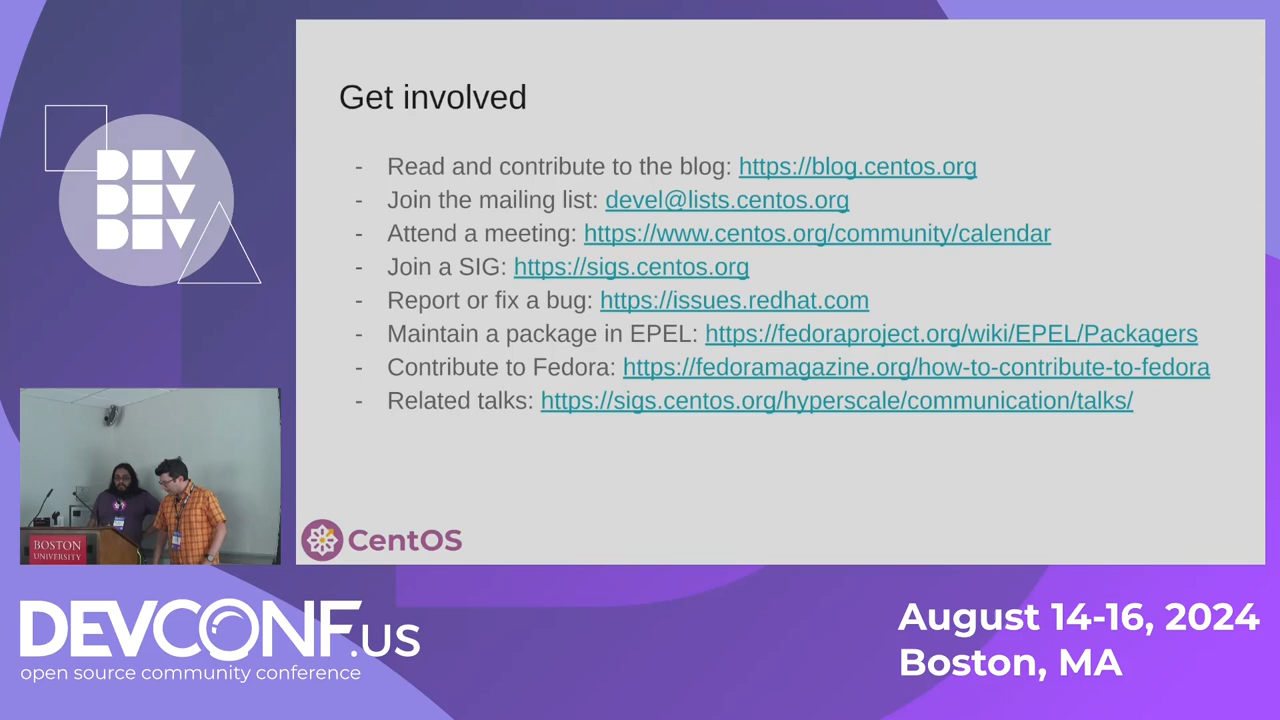 DEV
DEV
DEV
Get involved
- Read and contribute to the blog: https://blog.centos.org
- Join the mailing list: devel@lists.centos.org
- Attend a meeting: https://www.centos.org/community/calendar
- Join a SIG: https://sigs.centos.org
- Report or fix a bug: https://issues.redhat.com
- Maintain a package in EPEL: https://fedoraproject.org/wiki/EPEL/Packagers
- Contribute to Fedora: https://fedoramagazine.org/how-to-contribute-to-fedora
- Related talks: https://sigs.centos.org/hyperscale/communication/talks/
CentOS
BOSTON
UNIVERSITY
DEVCONF.US
open source community conference
August 14-16, 2024
Boston, MA